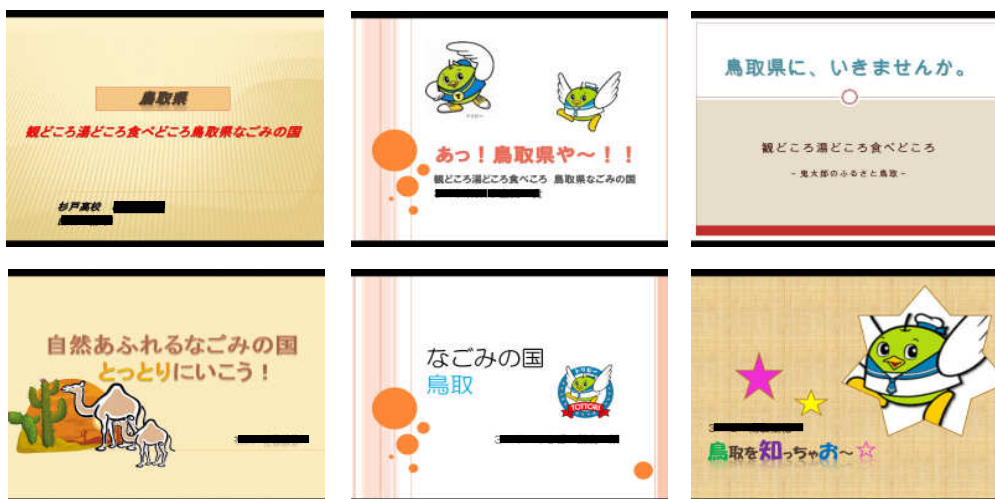 鳥取県
観どころ湯どころ食べどころ鳥取県なごみの国
杉戸高校
あっ！鳥取県や～！！
観どころ湯どころ食べころ 鳥取県なごみの国
鳥取県に、いきませんか。
観どころ湯どころ食べどころ
－鬼太郎のふるさと鳥取－
自然あふれるなごみの国
とっとりにいこう！
なごみの国
鳥取
トリピー
TOTTORI
鳥取を知っちゃお～☆